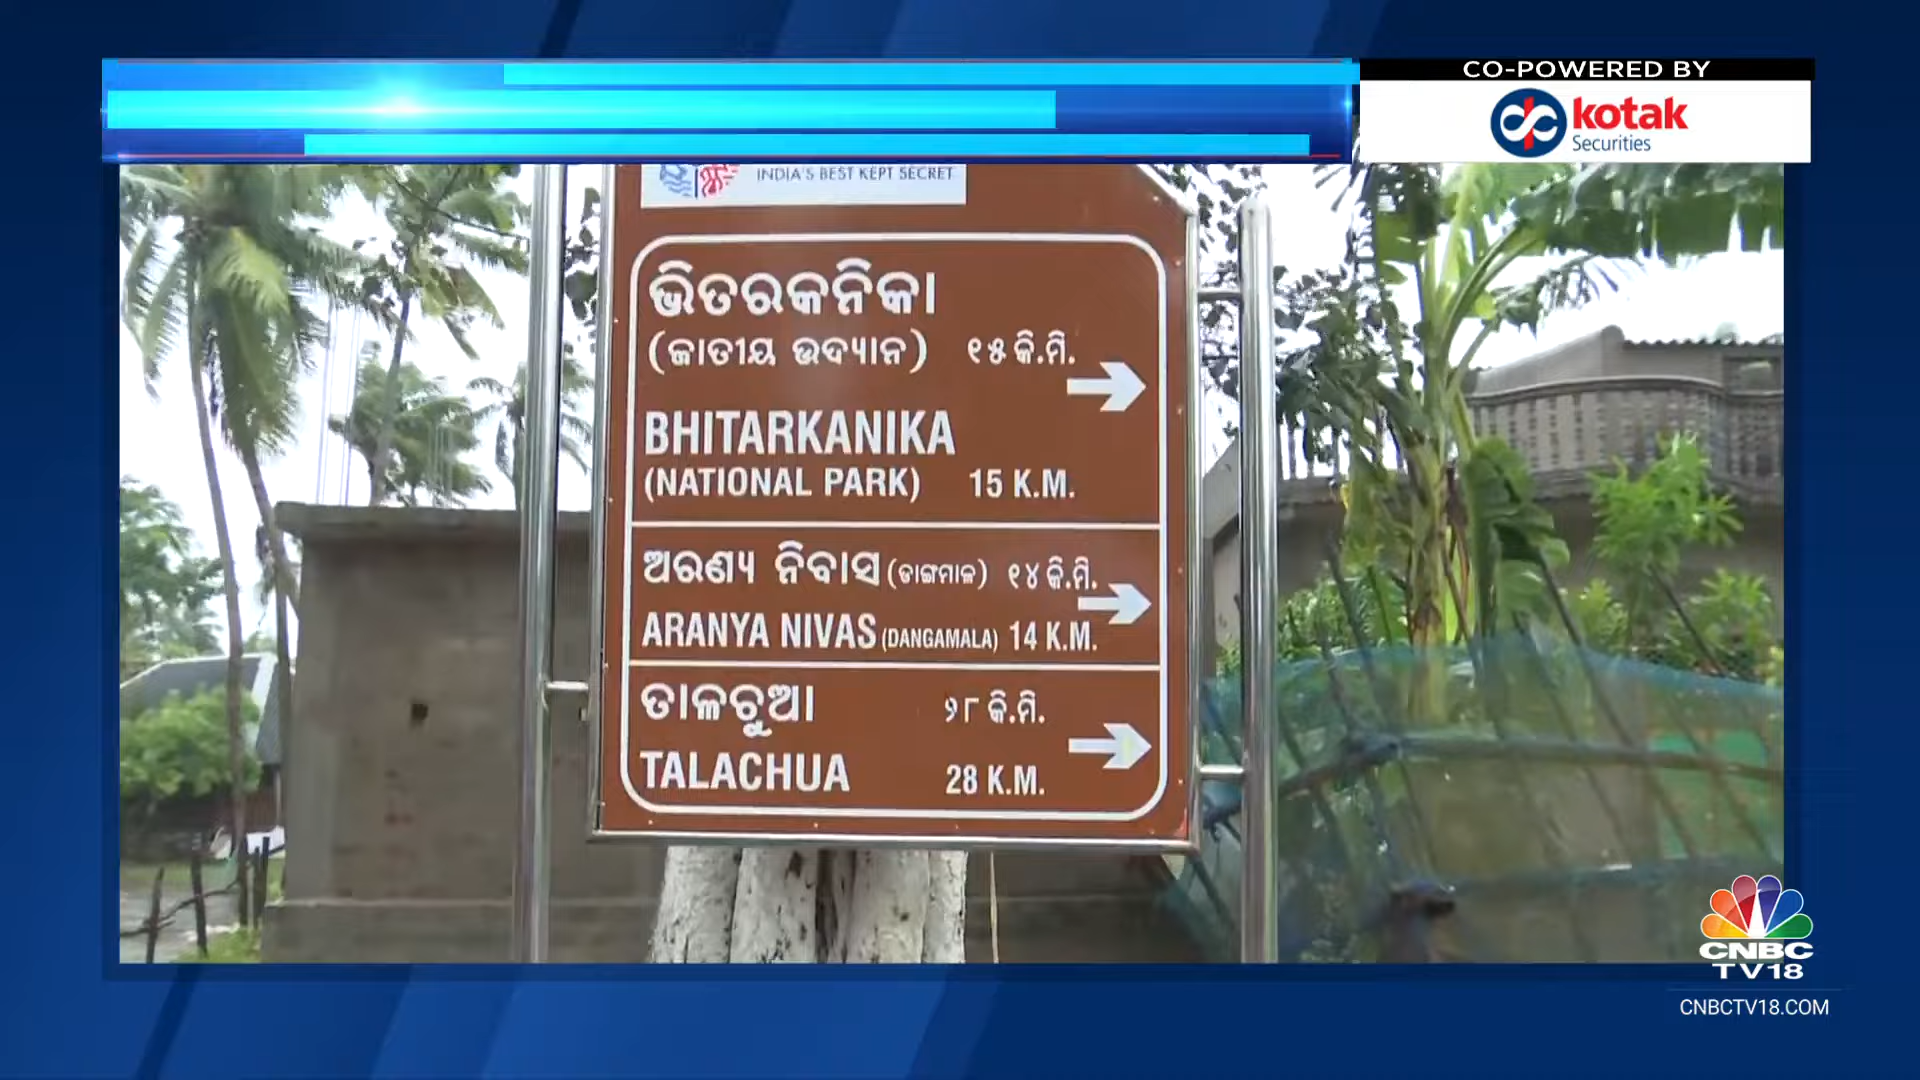 CO-POWERED BY
kotak
Securities
INDIA'S BEST KEPT SECRET
ଭିତରକନିକା
(ଜାତୀୟ ଉଦ୍ୟାନ) ୧୫ କି.ମି.
BHITARKANIKA
(NATIONAL PARK) 15 K.M.
ଅରଣ୍ୟ ନିବାସ (ଡାଙ୍ଗମାଳ) ୧୪ କି.ମି.
ARANYA NIVAS (DANGAMALA) 14 K.M.
ତାଳଚୁଆ ୨୮ କି.ମି.
TALACHUA 28 K.M.
CNBC
TV18
CNBCTV18.COM